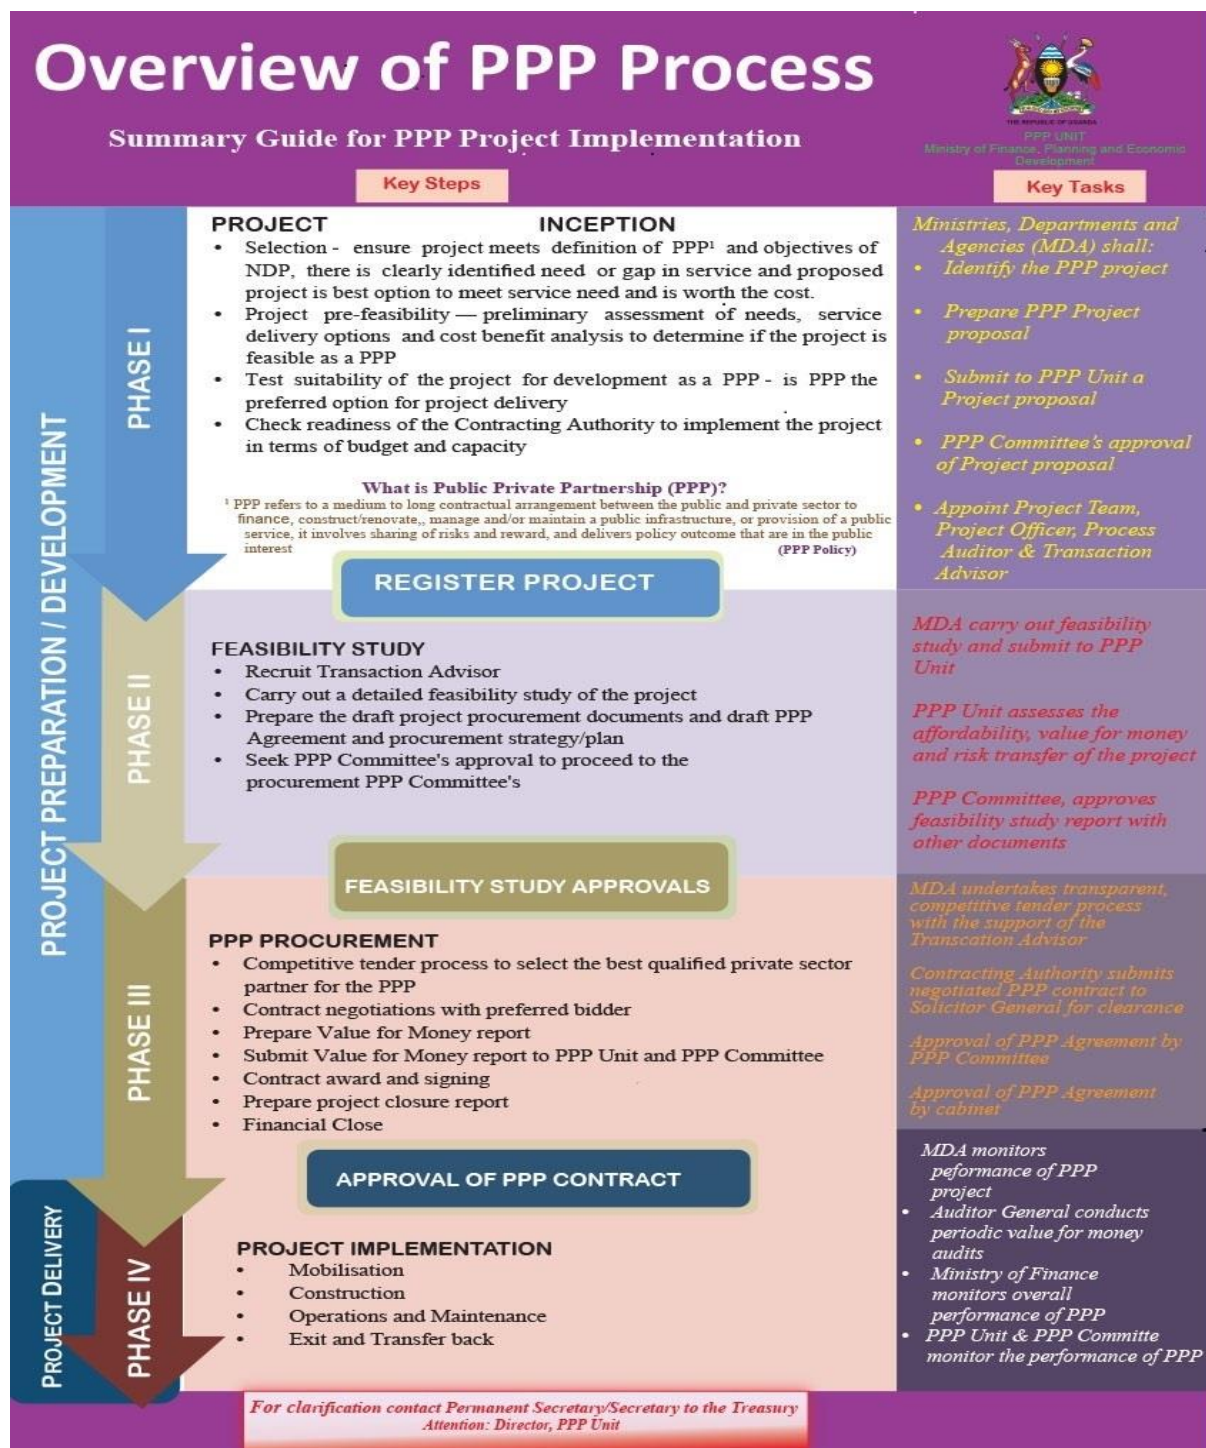 Overview of PPP Process
Summary Guide for PPP Project Implementation
THE REPUBLIC OF UGANDA
PPP UNIT
Ministry of Finance, Planning and Economic
Development
Key Steps
Key Tasks
PROJECT PREPARATION / DEVELOPMENT
PHASE I
PROJECT INCEPTION
• Selection - ensure project meets definition of PPP¹ and objectives of
NDP, there is clearly identified need or gap in service and proposed
project is best option to meet service need and is worth the cost.
• Project pre-feasibility — preliminary assessment of needs, service
delivery options and cost benefit analysis to determine if the project is
feasible as a PPP
• Test suitability of the project for development as a PPP - is PPP the
preferred option for project delivery
• Check readiness of the Contracting Authority to implement the project
in terms of budget and capacity
What is Public Private Partnership (PPP)?
¹ PPP refers to a medium to long contractual arrangement between the public and private sector to
finance, construct/renovate,, manage and/or maintain a public infrastructure, or provision of a public
service, it involves sharing of risks and reward, and delivers policy outcome that are in the public
interest (PPP Policy)
Ministries, Departments and
Agencies (MDA) shall:
• Identify the PPP project
• Prepare PPP Project
proposal
• Submit to PPP Unit a
Project proposal
• PPP Committee's approval
of Project proposal
• Appoint Project Team,
Project Officer, Process
Auditor & Transaction
Advisor
REGISTER PROJECT
PHASE II
FEASIBILITY STUDY
• Recruit Transaction Advisor
• Carry out a detailed feasibility study of the project
• Prepare the draft project procurement documents and draft PPP
Agreement and procurement strategy/plan
• Seek PPP Committee's approval to proceed to the
procurement PPP Committee's
MDA carry out feasibility
study and submit to PPP
Unit
PPP Unit assesses the
affordability, value for money
and risk transfer of the project
PPP Committee, approves
feasibility study report with
other documents
FEASIBILITY STUDY APPROVALS
PHASE III
PPP PROCUREMENT
• Competitive tender process to select the best qualified private sector
partner for the PPP
• Contract negotiations with preferred bidder
• Prepare Value for Money report
• Submit Value for Money report to PPP Unit and PPP Committee
• Contract award and signing
• Prepare project closure report
• Financial Close
MDA undertakes transparent,
competitive tender process
with the support of the
Transcation Advisor
Contracting Authority submits
negotiated PPP contract to
Solicitor General for clearance
Approval of PPP Agreement by
PPP Committee
Approval of PPP Agreement
by cabinet
APPROVAL OF PPP CONTRACT
PROJECT DELIVERY
PHASE IV
PROJECT IMPLEMENTATION
• Mobilisation
• Construction
• Operations and Maintenance
• Exit and Transfer back
MDA monitors
peformance of PPP
project
• Auditor General conducts
periodic value for money
audits
• Ministry of Finance
monitors overall
performance of PPP
• PPP Unit & PPP Committe
monitor the performance of PPP
For clarification contact Permanent Secretary/Secretary to the Treasury
Attention: Director, PPP Unit